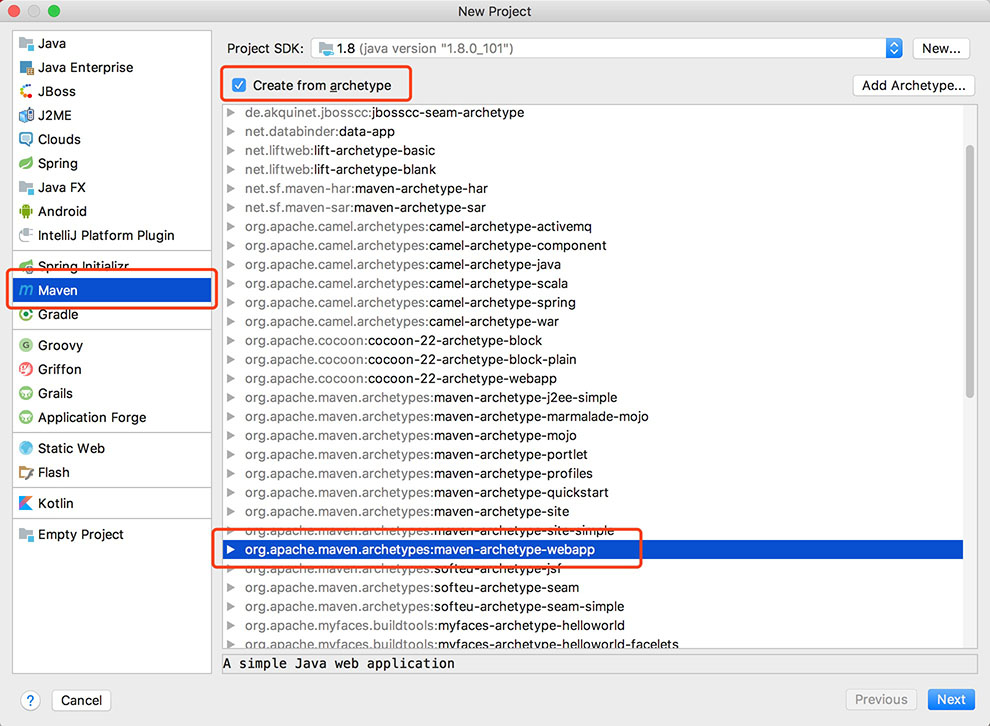 New Project
Java
Java Enterprise
JBoss
J2ME
Clouds
Spring
Java FX
Android
IntelliJ Platform Plugin
Spring Initializr
m Maven
Gradle
G Groovy
Griffon
Grails
Application Forge
Static Web
Flash
Kotlin
Empty Project
Project SDK: 1.8 (java version "1.8.0_101") New...
Create from archetype Add Archetype...
de.akquinet.jbosscc:jbosscc-seam-archetype
net.databinder:data-app
net.liftweb:lift-archetype-basic
net.liftweb:lift-archetype-blank
net.sf.maven-har:maven-archetype-har
net.sf.maven-sar:maven-archetype-sar
org.apache.camel.archetypes:camel-archetype-activemq
org.apache.camel.archetypes:camel-archetype-component
org.apache.camel.archetypes:camel-archetype-java
org.apache.camel.archetypes:camel-archetype-scala
org.apache.camel.archetypes:camel-archetype-spring
org.apache.camel.archetypes:camel-archetype-war
org.apache.cocoon:cocoon-22-archetype-block
org.apache.cocoon:cocoon-22-archetype-block-plain
org.apache.cocoon:cocoon-22-archetype-webapp
org.apache.maven.archetypes:maven-archetype-j2ee-simple
org.apache.maven.archetypes:maven-archetype-marmalade-mojo
org.apache.maven.archetypes:maven-archetype-mojo
org.apache.maven.archetypes:maven-archetype-portlet
org.apache.maven.archetypes:maven-archetype-profiles
org.apache.maven.archetypes:maven-archetype-quickstart
org.apache.maven.archetypes:maven-archetype-site
org.apache.maven.archetypes:maven-archetype-site-simple
org.apache.maven.archetypes:maven-archetype-webapp
org.apache.maven.archetypes:softeu-archetype-jsf
org.apache.maven.archetypes:softeu-archetype-seam
org.apache.maven.archetypes:softeu-archetype-seam-simple
org.apache.myfaces.buildtools:myfaces-archetype-helloworld
org.apache.myfaces.buildtools:myfaces-archetype-helloworld-facelets
A simple Java web application
? Cancel Previous Next